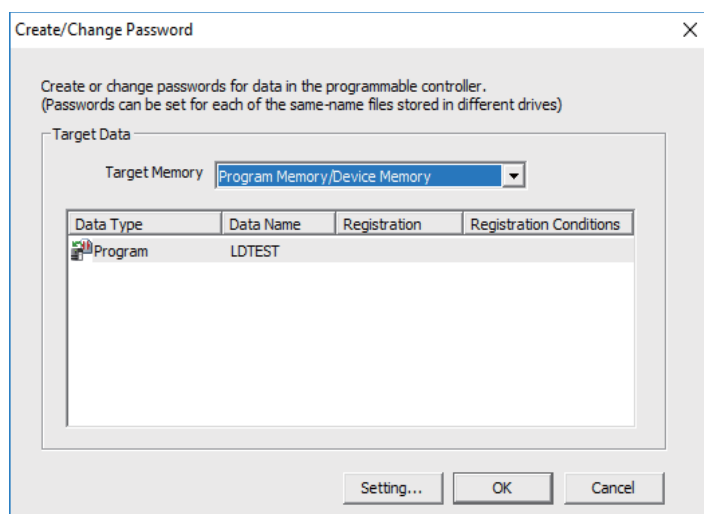 Create/Change Password
Create or change passwords for data in the programmable controller.
(Passwords can be set for each of the same-name files stored in different drives)
Target Data
Target Memory Program Memory/Device Memory
Data Type Data Name Registration Registration Conditions
Program LDTEST
Setting... OK Cancel